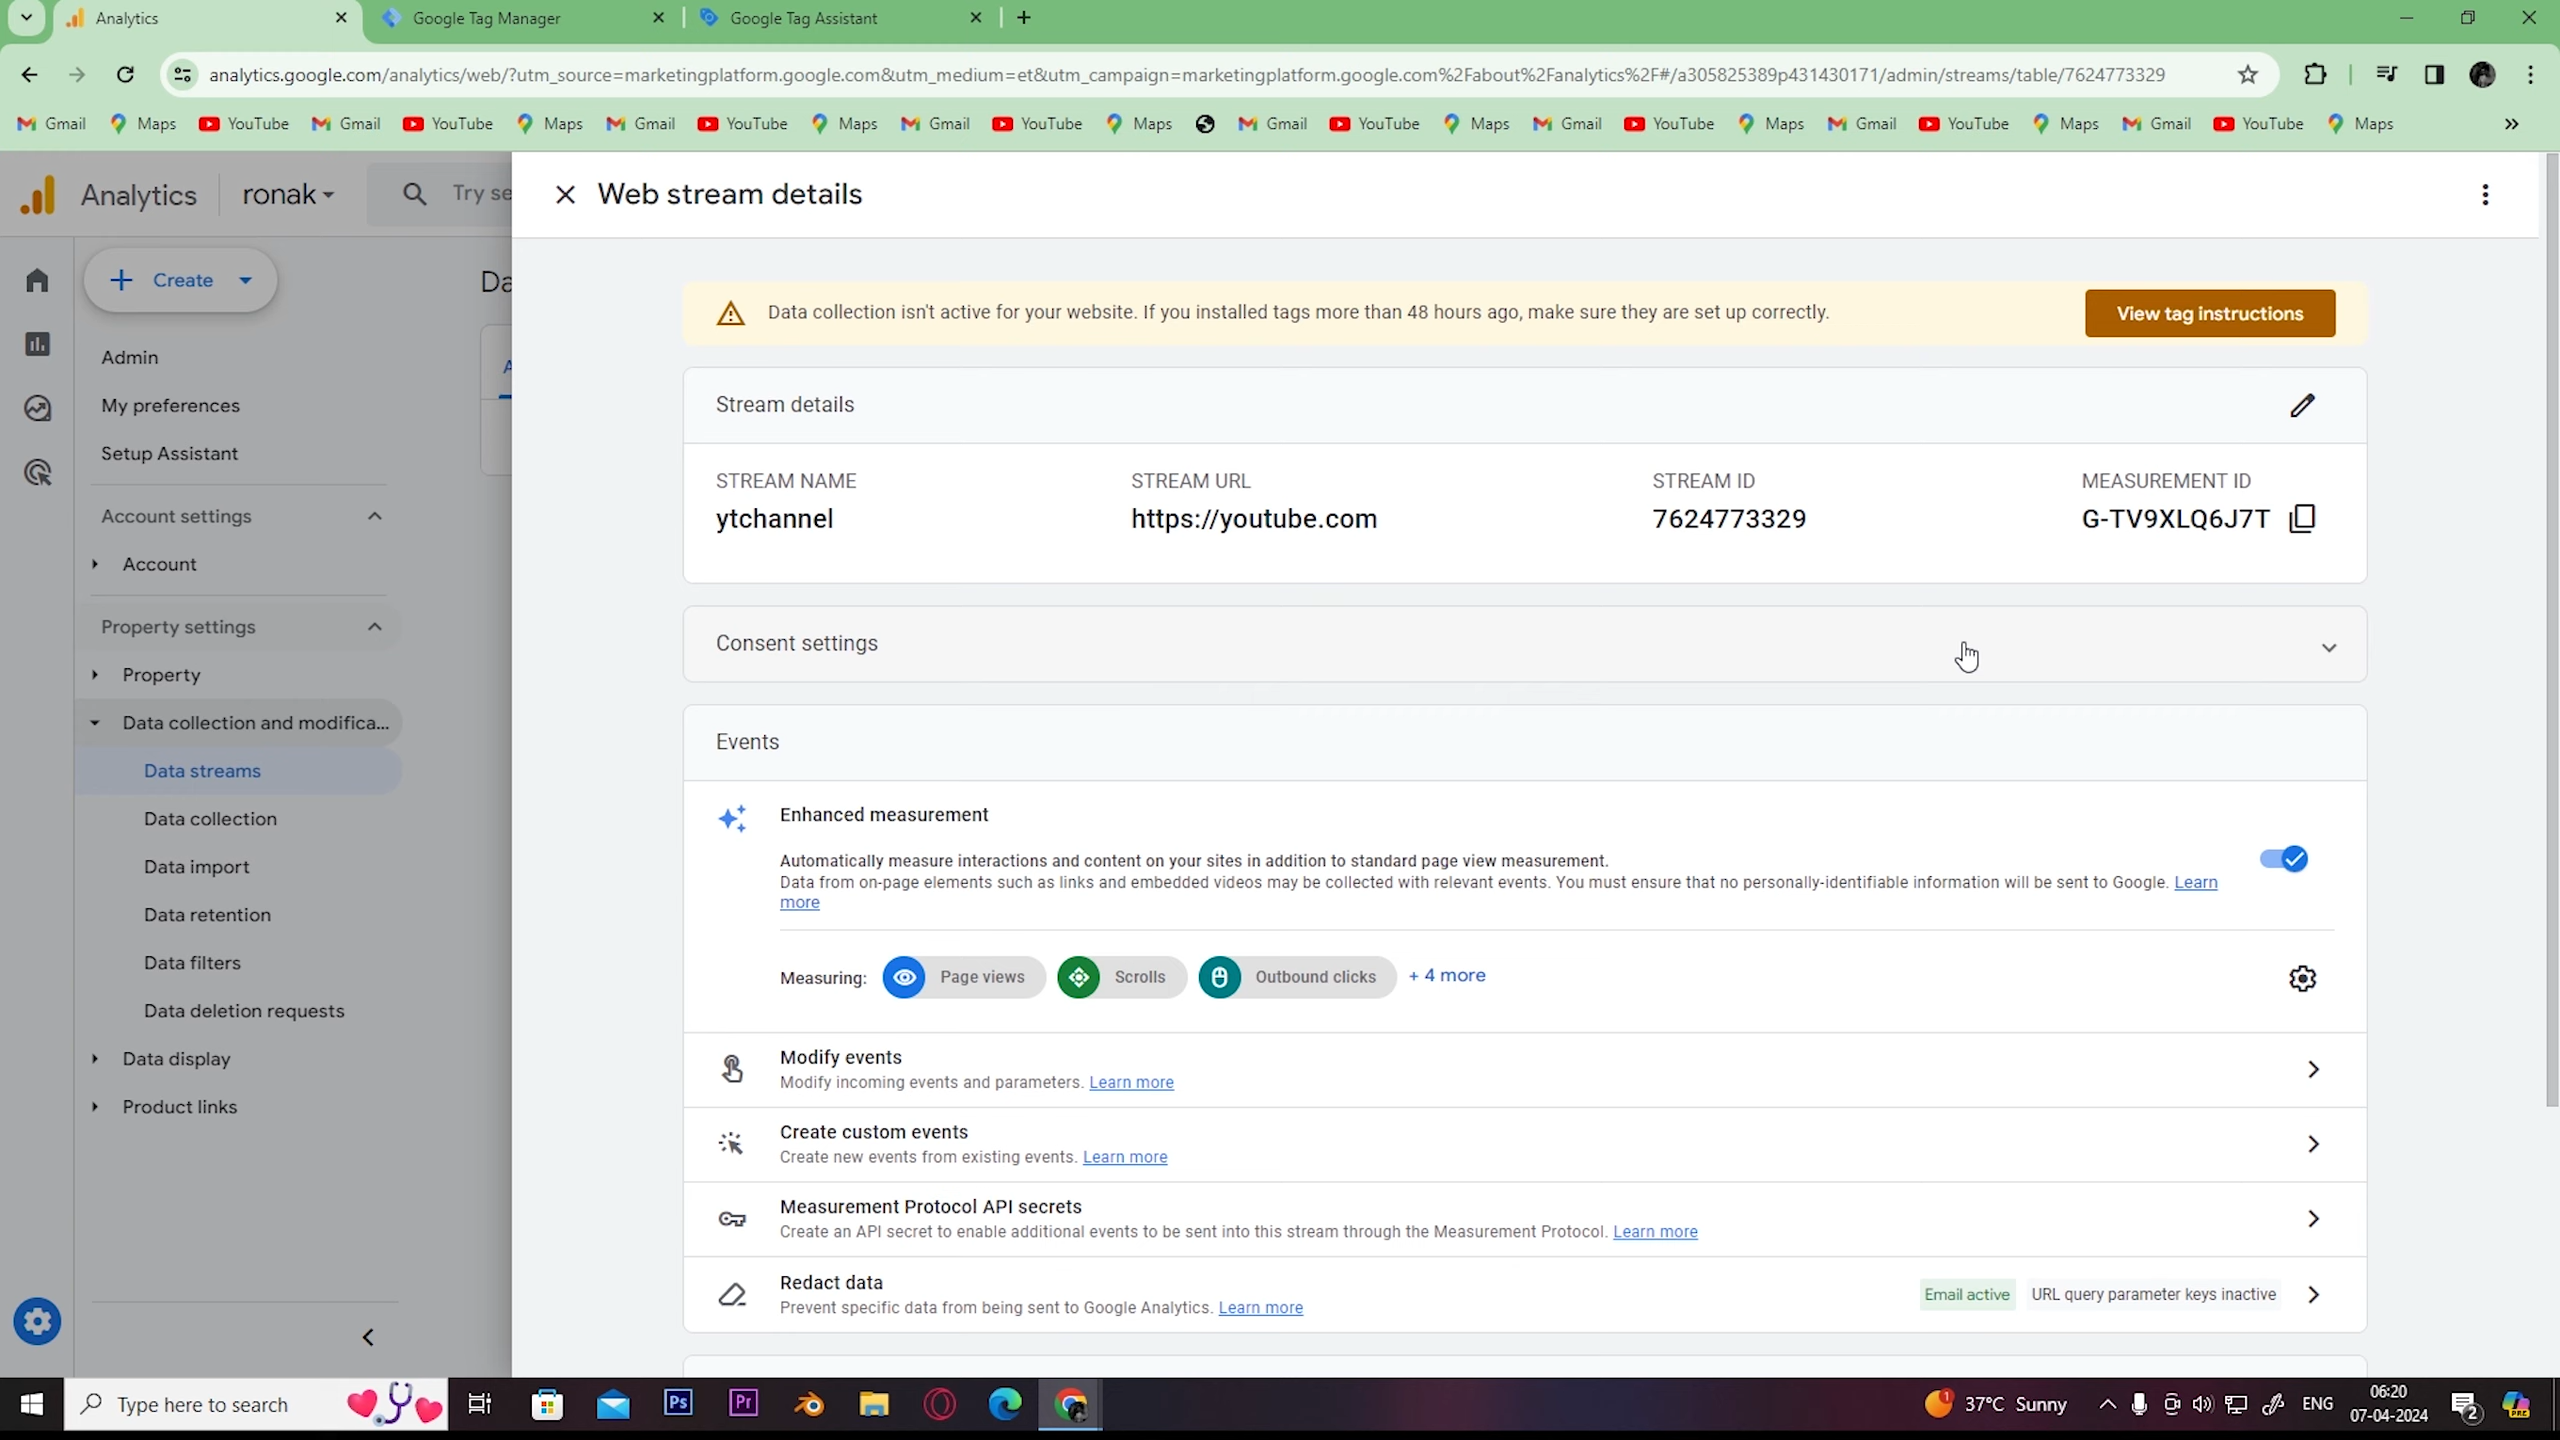 Analytics
Google Tag Manager
Google Tag Assistant
analytics.google.com/analytics/web/?utm_source=marketingplatform.google.com&utm_medium=et&utm_campaign=marketingplatform.google.com%2Fabout%2Fanalytics%2F#/a305825389p431430171/admin/streams/table/7624773329
Gmail Maps YouTube Gmail YouTube Maps Gmail YouTube Maps Gmail YouTube Maps Gmail YouTube Maps Gmail YouTube Maps Gmail YouTube Maps Gmail YouTube Maps
Analytics
ronak
Try se
Web stream details
Create
Da
Data collection isn't active for your website. If you installed tags more than 48 hours ago, make sure they are set up correctly.
View tag instructions
Admin
My preferences
Setup Assistant
Account settings
Account
Property settings
Property
Data collection and modifica...
Data streams
Data collection
Data import
Data retention
Data filters
Data deletion requests
Data display
Product links
Stream details
STREAM NAME
ytchannel
STREAM URL
https://youtube.com
STREAM ID
7624773329
MEASUREMENT ID
G-TV9XLQ6J7T
Consent settings
Events
Enhanced measurement
Automatically measure interactions and content on your sites in addition to standard page view measurement.
Data from on-page elements such as links and embedded videos may be collected with relevant events. You must ensure that no personally-identifiable information will be sent to Google. Learn
more
Measuring: Page views Scrolls Outbound clicks + 4 more
Modify events
Modify incoming events and parameters. Learn more
Create custom events
Create new events from existing events. Learn more
Measurement Protocol API secrets
Create an API secret to enable additional events to be sent into this stream through the Measurement Protocol. Learn more
Redact data
Prevent specific data from being sent to Google Analytics. Learn more
Email active
URL query parameter keys inactive
Type here to search
Ps
Pr
1
37°C Sunny
ENG
06:20
07-04-2024
2
PRE